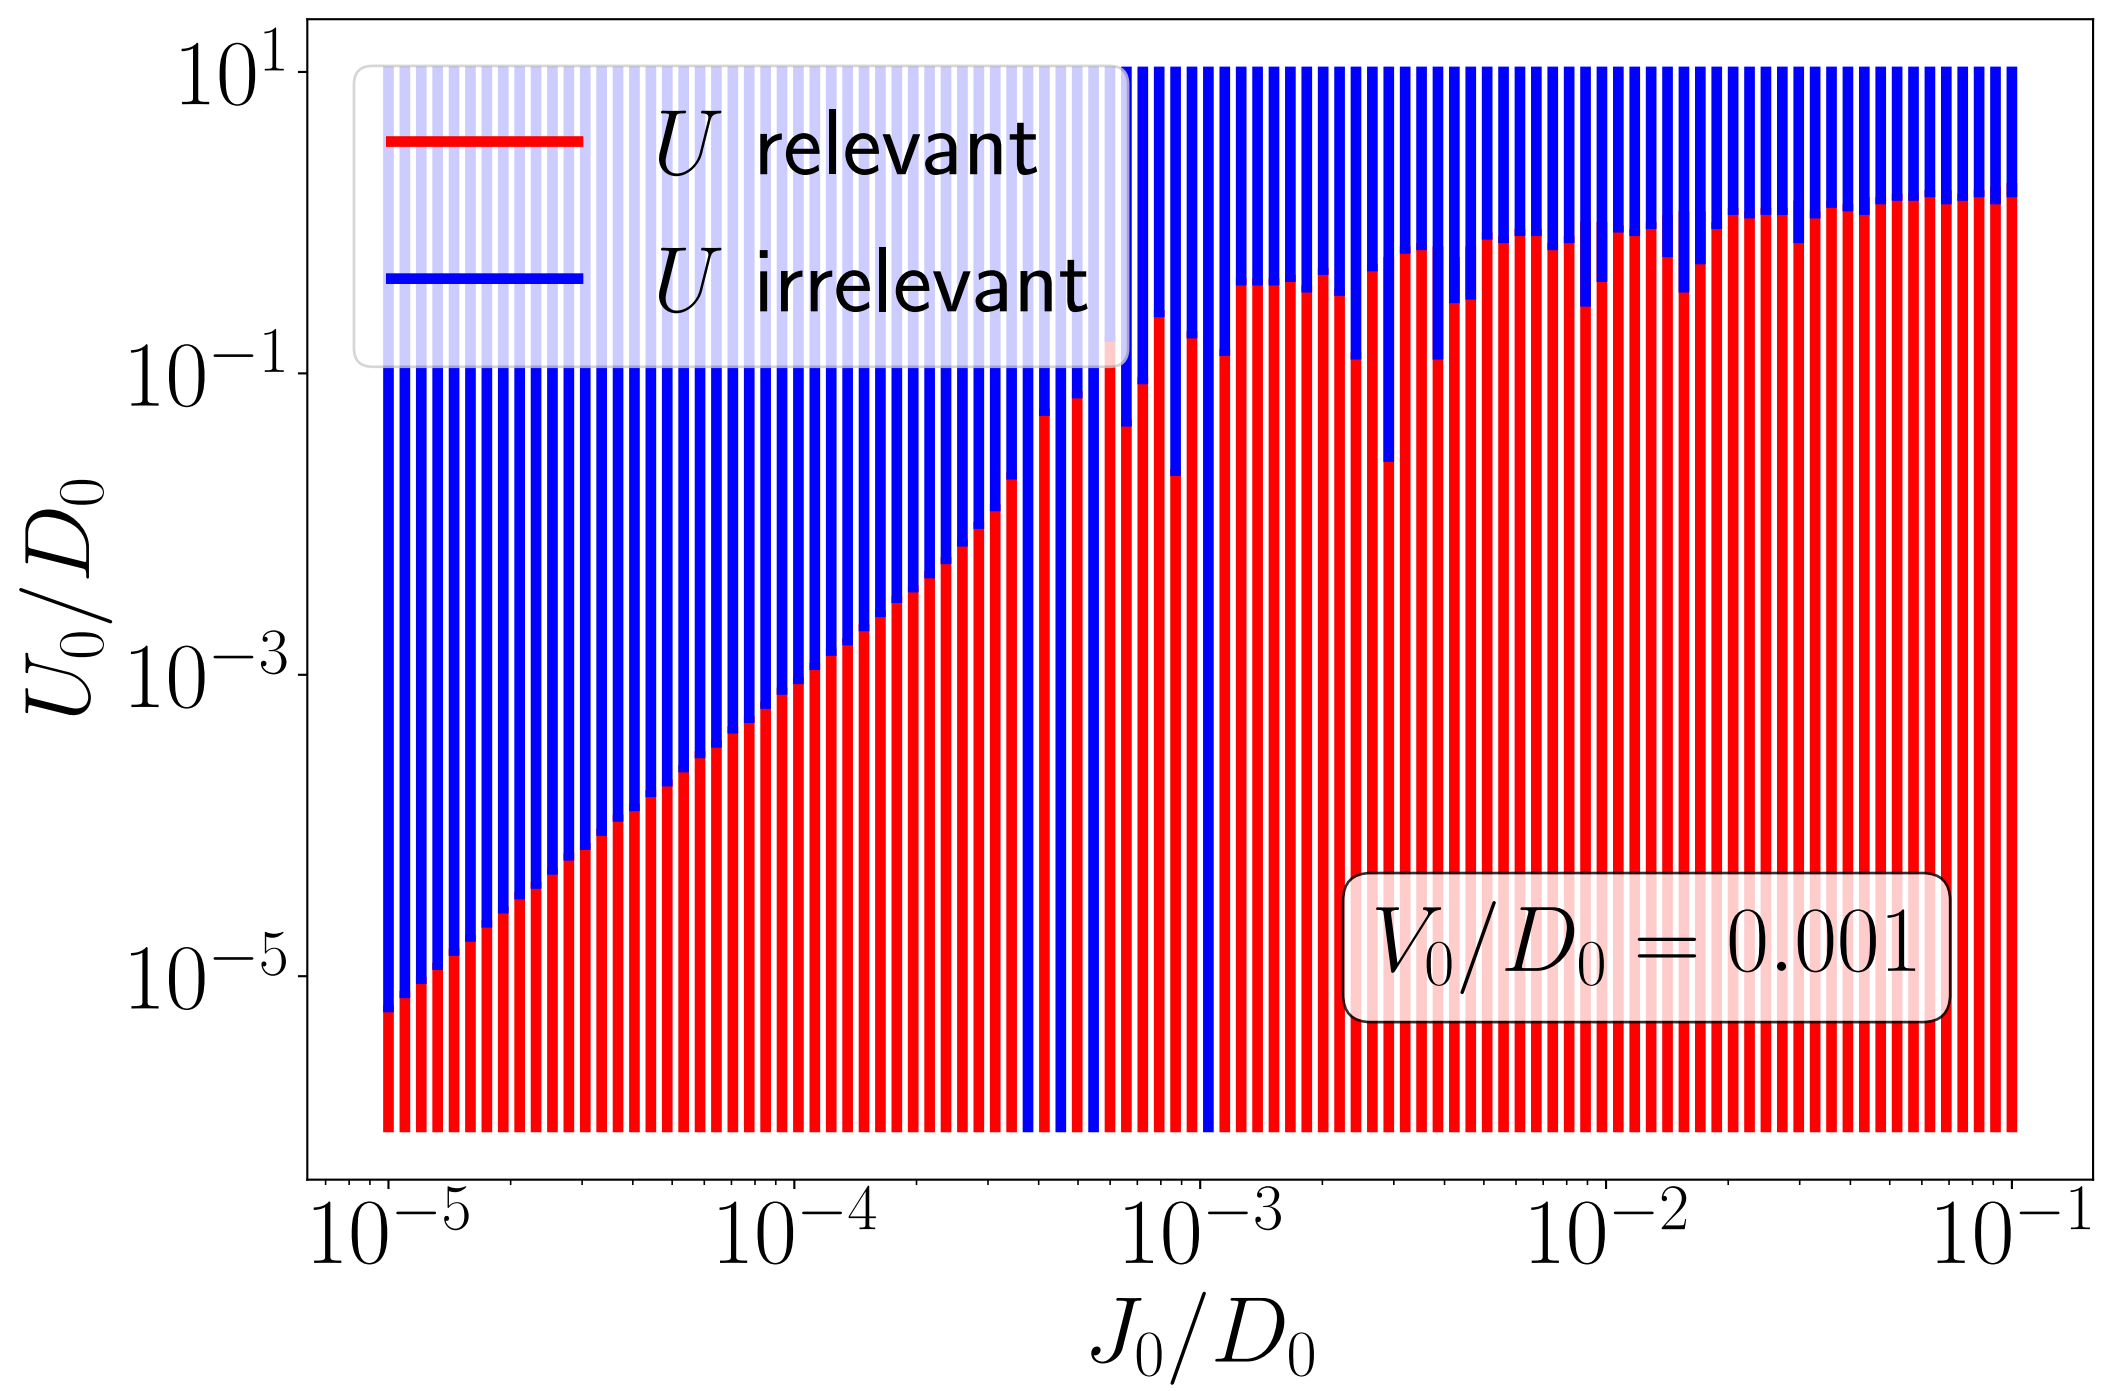 10^1
U relevant
U irrelevant
10^−1
U_0/D_0
10^−3
10^−5
V_0/D_0 = 0.001
10^−5 10^−4 10^−3 10^−2 10^−1
J_0/D_0